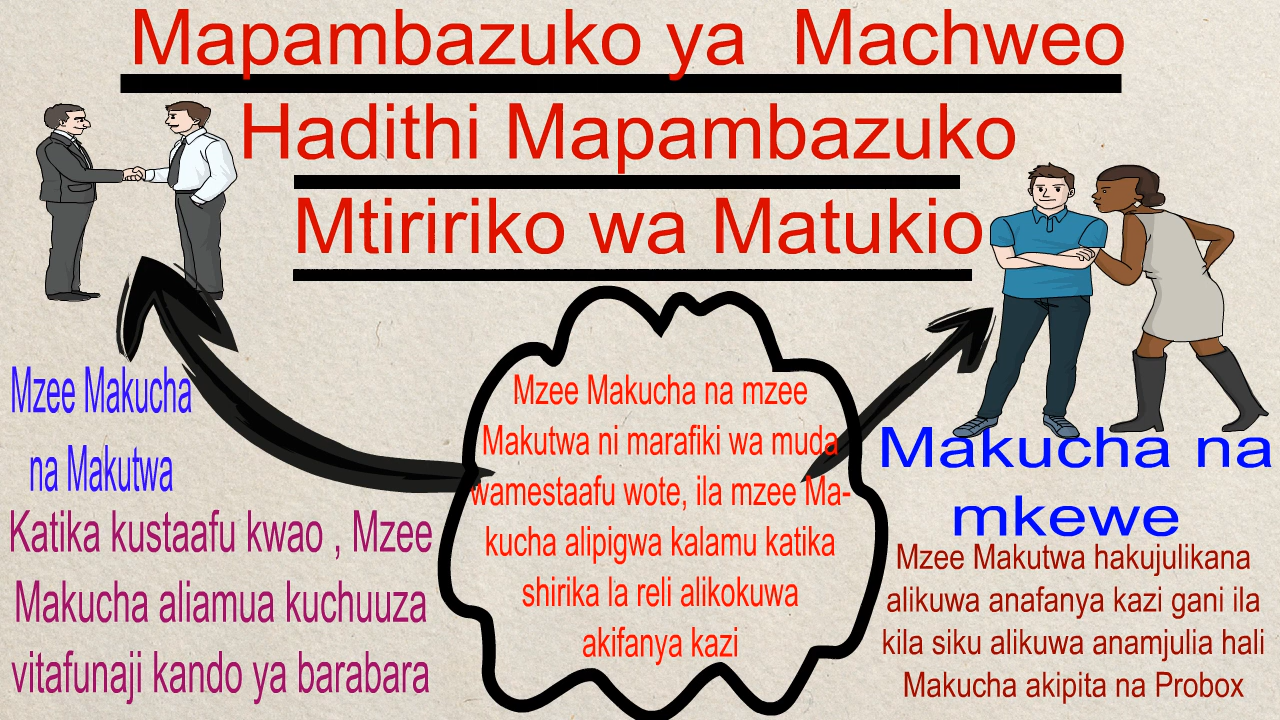 Mapambazuko ya Machweo
Hadithi Mapambazuko
Mtiririko wa Matukio
Mzee Makucha
na Makutwa
Katika kustaafu kwao , Mzee
Makucha aliamua kuchuuza
vitafunaji kando ya barabara
Mzee Makucha na mzee
Makutwa ni marafiki wa muda
wamestaafu wote, ila mzee Ma-
kucha alipigwa kalamu katika
shirika la reli alikokuwa
akifanya kazi
Makucha na
mkewe
Mzee Makutwa hakujulikana
alikuwa anafanya kazi gani ila
kila siku alikuwa anamjulia hali
Makucha akipita na Probox